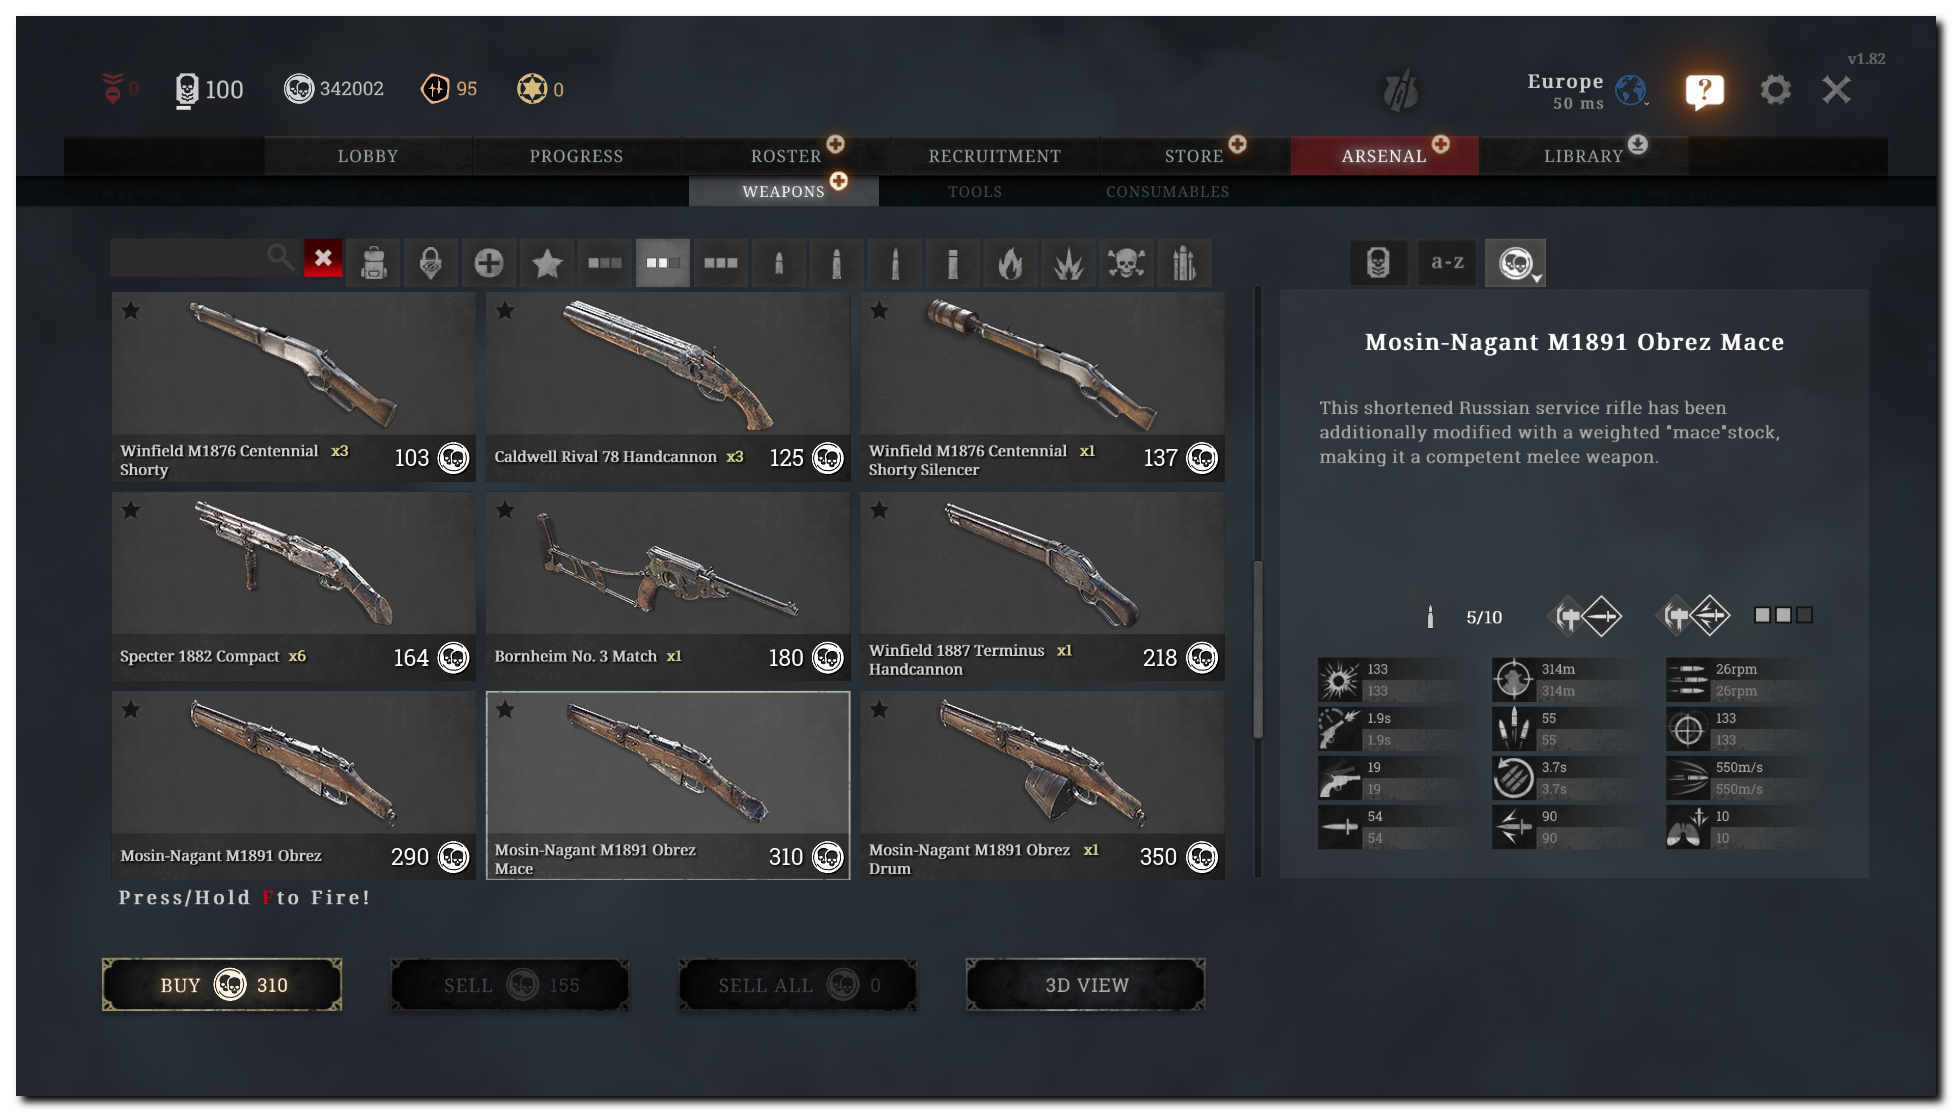 v1.82
0
100
342002
95
0
Europe
50 ms
?
LOBBY
PROGRESS
ROSTER
RECRUITMENT
STORE
ARSENAL
LIBRARY
WEAPONS
TOOLS
CONSUMABLES
a-z
Winfield M1876 Centennial x3
Shorty
103
Caldwell Rival 78 Handcannon x3
125
Winfield M1876 Centennial x1
Shorty Silencer
137
Specter 1882 Compact x6
164
Bornheim No. 3 Match x1
180
Winfield 1887 Terminus x1
Handcannon
218
Mosin-Nagant M1891 Obrez
290
Mosin-Nagant M1891 Obrez
Mace
310
Mosin-Nagant M1891 Obrez x1
Drum
350
Press/Hold F to Fire!
BUY 310
SELL 155
SELL ALL 0
3D VIEW
Mosin-Nagant M1891 Obrez Mace
This shortened Russian service rifle has been
additionally modified with a weighted "mace"stock,
making it a competent melee weapon.
5/10
133
133
314m
314m
26rpm
26rpm
1.9s
1.9s
55
55
133
133
19
19
3.7s
3.7s
550m/s
550m/s
54
54
90
90
10
10